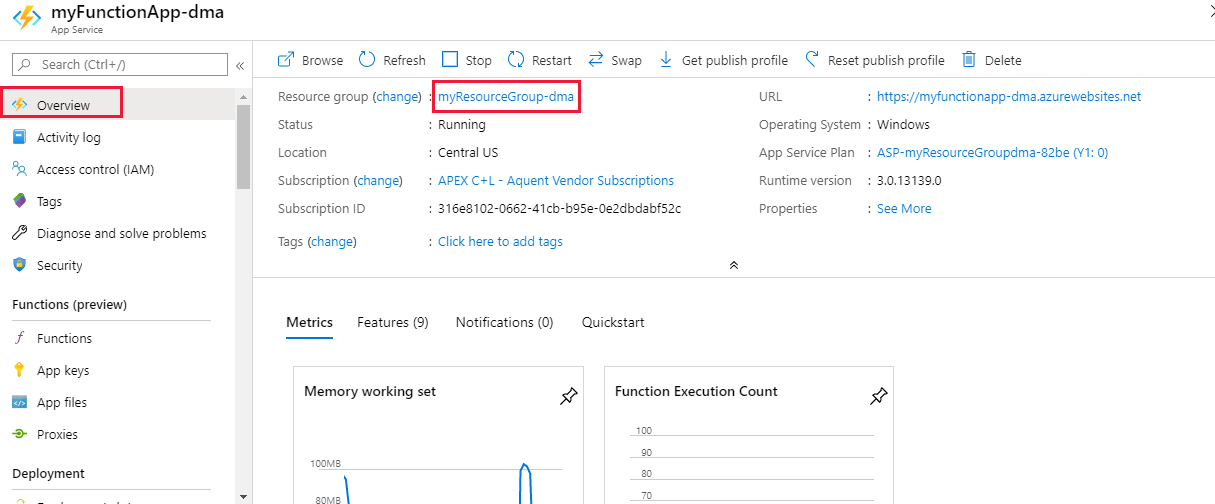 myFunctionApp-dma
App Service
Search (Ctrl+/)
«
Overview
Activity log
Access control (IAM)
Tags
Diagnose and solve problems
Security
Functions (preview)
Functions
App keys
App files
Proxies
Deployment
Browse Refresh Stop Restart Swap Get publish profile Reset publish profile Delete
Resource group (change) : myResourceGroup-dma
Status : Running
Location : Central US
Subscription (change) : APEX C+L - Aquent Vendor Subscriptions
Subscription ID : 316e8102-0662-41cb-b95e-0e2dbdabf52c
Tags (change) : Click here to add tags
URL : https://myfunctionapp-dma.azurewebsites.net
Operating System : Windows
App Service Plan : ASP-myResourceGroupdma-82be (Y1: 0)
Runtime version : 3.0.13139.0
Properties : See More
Metrics Features (9) Notifications (0) Quickstart
Memory working set
100MB
80MB
Function Execution Count
100
90
80
70